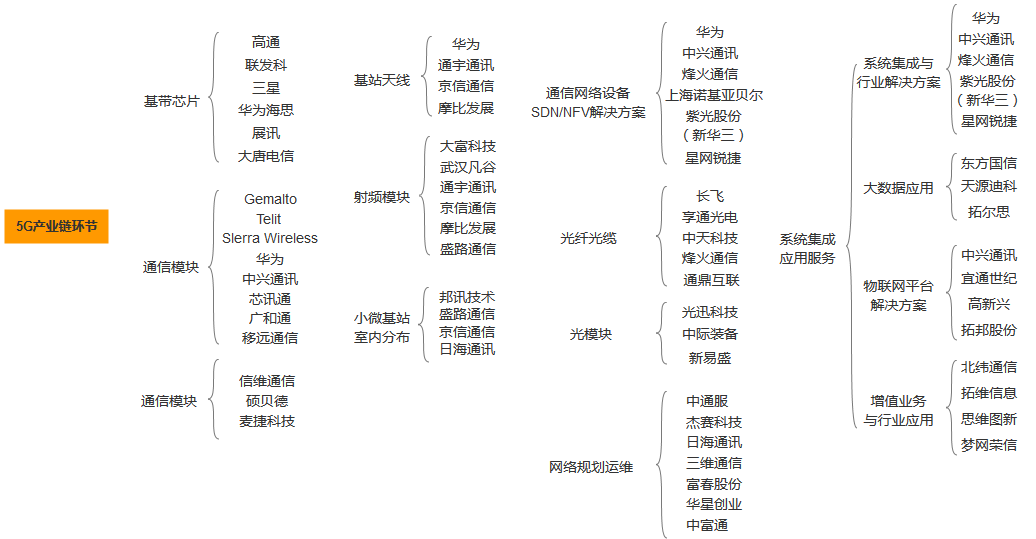 5G产业链环节
基带芯片
高通
联发科
三星
华为海思
展讯
大唐电信
通信模块
Gemalto
Telit
Slerra Wireless
华为
中兴通讯
芯讯通
广和通
移远通信
通信模块
信维通信
硕贝德
麦捷科技
基站天线
华为
通宇通讯
京信通信
摩比发展
射频模块
大富科技
武汉凡谷
通宇通讯
京信通信
摩比发展
盛路通信
小微基站
室内分布
邦讯技术
盛路通信
京信通信
日海通讯
通信网络设备
SDN/NFV解决方案
华为
中兴通讯
烽火通信
上海诺基亚贝尔
紫光股份
（新华三）
星网锐捷
光纤光缆
长飞
享通光电
中天科技
烽火通信
通鼎互联
光模块
光迅科技
中际装备
新易盛
网络规划运维
中通服
杰赛科技
日海通讯
三维通信
富春股份
华星创业
中富通
系统集成
应用服务
系统集成与
行业解决方案
华为
中兴通讯
烽火通信
紫光股份
（新华三）
星网锐捷
大数据应用
东方国信
天源迪科
拓尔思
物联网平台
解决方案
中兴通讯
宜通世纪
高新兴
拓邦股份
增值业务
与行业应用
北纬通信
拓维信息
思维图新
梦网荣信